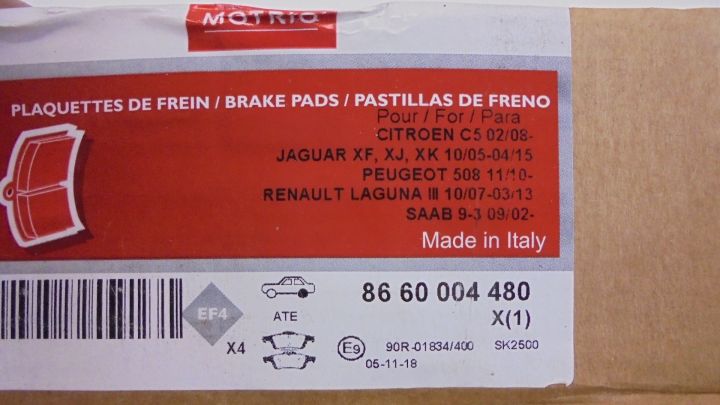 MOTRIO
PLAQUETTES DE FREIN / BRAKE PADS / PASTILLAS DE FRENO
Pour / For / Para
CITROEN C5 02/08-
JAGUAR XF, XJ, XK 10/05-04/15
PEUGEOT 508 11/10-
RENAULT LAGUNA III 10/07-03/13
SAAB 9-3 09/02-
Made in Italy
EF4
ATE
86 60 004 480
X(1)
X4
E9
90R-01834/400
SK2500
05-11-18